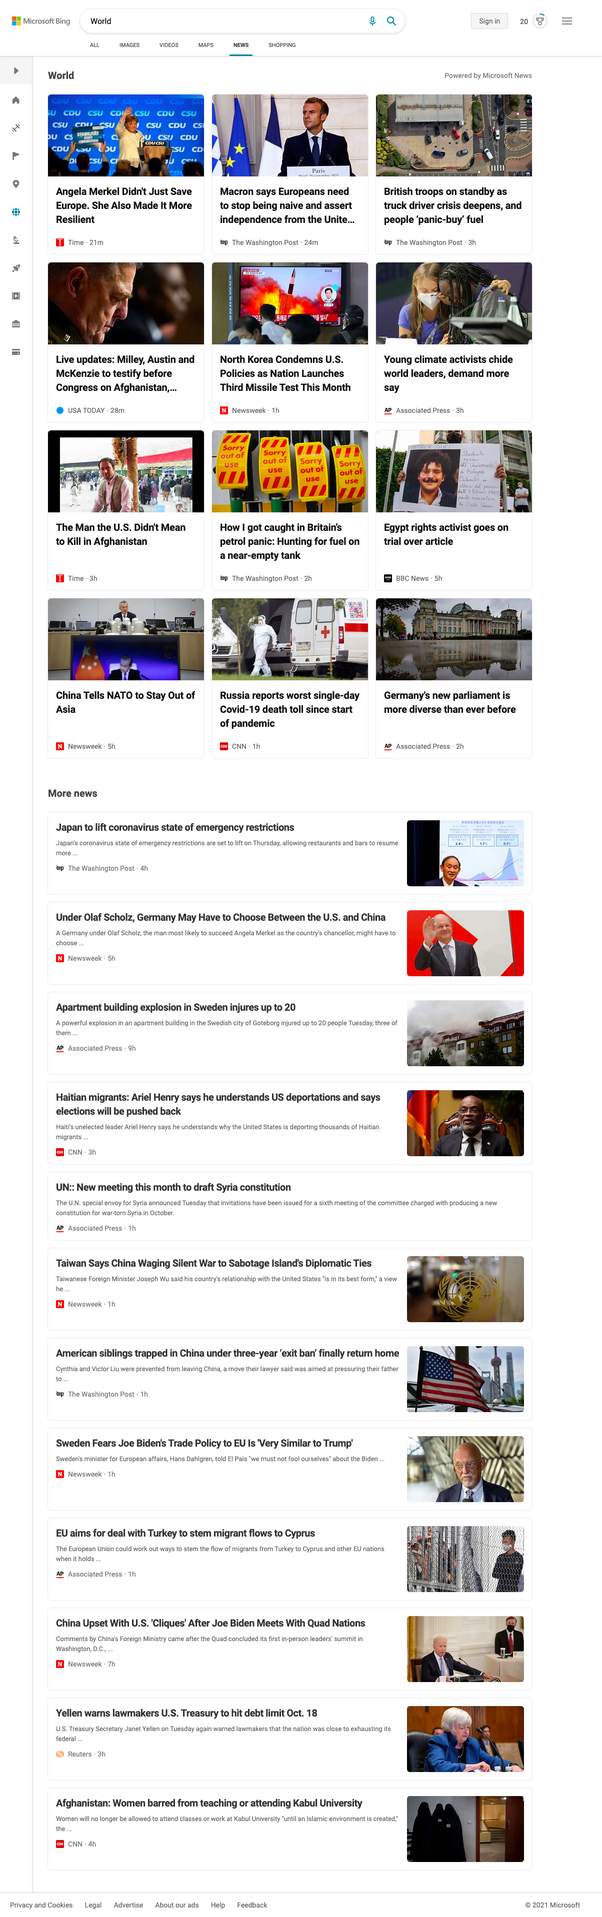 Microsoft Bing
World
Sign in
20
ALL IMAGES VIDEOS MAPS NEWS SHOPPING
World
Powered by Microsoft News
CDU CSU
Angela Merkel Didn't Just Save
Europe. She Also Made It More
Resilient
Time · 21m
Paris
Macron says Europeans need
to stop being naive and assert
independence from the Unite...
The Washington Post · 24m
British troops on standby as
truck driver crisis deepens, and
people 'panic-buy' fuel
The Washington Post · 3h
Live updates: Milley, Austin and
McKenzie to testify before
Congress on Afghanistan,...
USA TODAY · 28m
North Korea Condemns U.S.
Policies as Nation Launches
Third Missile Test This Month
Newsweek · 1h
Young climate activists chide
world leaders, demand more
say
Associated Press · 3h
The Man the U.S. Didn't Mean
to Kill in Afghanistan
Time · 3h
Sorry out of use
Sorry out of use
Sorry out of use
Sorry out of use
How I got caught in Britain's
petrol panic: Hunting for fuel on
a near-empty tank
The Washington Post · 2h
Egypt rights activist goes on
trial over article
BBC News · 5h
China Tells NATO to Stay Out of
Asia
Newsweek · 5h
Russia reports worst single-day
Covid-19 death toll since start
of pandemic
CNN · 1h
Germany's new parliament is
more diverse than ever before
Associated Press · 2h
More news
Japan to lift coronavirus state of emergency restrictions
Japan's coronavirus state of emergency restrictions are set to lift on Thursday, allowing restaurants and bars to resume
more ...
The Washington Post · 4h
Under Olaf Scholz, Germany May Have to Choose Between the U.S. and China
A Germany under Olaf Scholz, the man most likely to succeed Angela Merkel as the country's chancellor, might have to
choose ...
Newsweek · 5h
Apartment building explosion in Sweden injures up to 20
A powerful explosion in an apartment building in the Swedish city of Goteborg injured up to 20 people Tuesday, three of
them ...
Associated Press · 9h
Haitian migrants: Ariel Henry says he understands US deportations and says
elections will be pushed back
Haiti's unelected leader Ariel Henry says he understands why the United States is deporting thousands of Haitian
migrants ...
CNN · 3h
UN:: New meeting this month to draft Syria constitution
The U.N. special envoy for Syria announced Tuesday that invitations have been issued for a sixth meeting of the committee charged with producing a new
constitution for war-torn Syria in October.
Associated Press · 1h
Taiwan Says China Waging Silent War to Sabotage Island's Diplomatic Ties
Taiwanese Foreign Minister Joseph Wu said his country's relationship with the United States "is in its best form," a view
he ...
Newsweek · 1h
American siblings trapped in China under three-year 'exit ban' finally return home
Cynthia and Victor Liu were prevented from leaving China, a move their lawyer said was aimed at pressuring their father
to ...
The Washington Post · 1h
Sweden Fears Joe Biden's Trade Policy to EU Is 'Very Similar to Trump'
Sweden's minister for European affairs, Hans Dahlgren, told El Pais "we must not fool ourselves" about the Biden ...
Newsweek · 1h
EU aims for deal with Turkey to stem migrant flows to Cyprus
The European Union could work out ways to stem the flow of migrants from Turkey to Cyprus and other EU nations
when it holds ...
Associated Press · 1h
China Upset With U.S. 'Cliques' After Joe Biden Meets With Quad Nations
Comments by China's Foreign Ministry came after the Quad concluded its first in-person leaders' summit in
Washington, D.C., ...
Newsweek · 7h
Yellen warns lawmakers U.S. Treasury to hit debt limit Oct. 18
U.S. Treasury Secretary Janet Yellen on Tuesday again warned lawmakers that the nation was close to exhausting its
federal ...
Reuters · 3h
Afghanistan: Women barred from teaching or attending Kabul University
Women will no longer be allowed to attend classes or work at Kabul University "until an Islamic environment is created,"
the ...
CNN · 4h
Privacy and Cookies Legal Advertise About our ads Help Feedback
© 2021 Microsoft